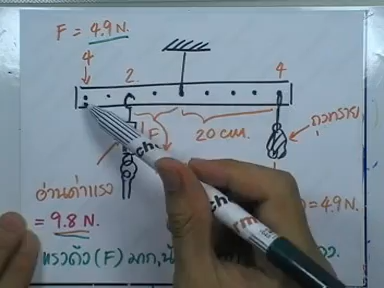 F = 4.9 N.
4
2
4
F
20 cm.
ถุงทราย
อ่านค่าแรง
= 9.8 N.
= 4.9 N
แรงดึง (F) มาก,